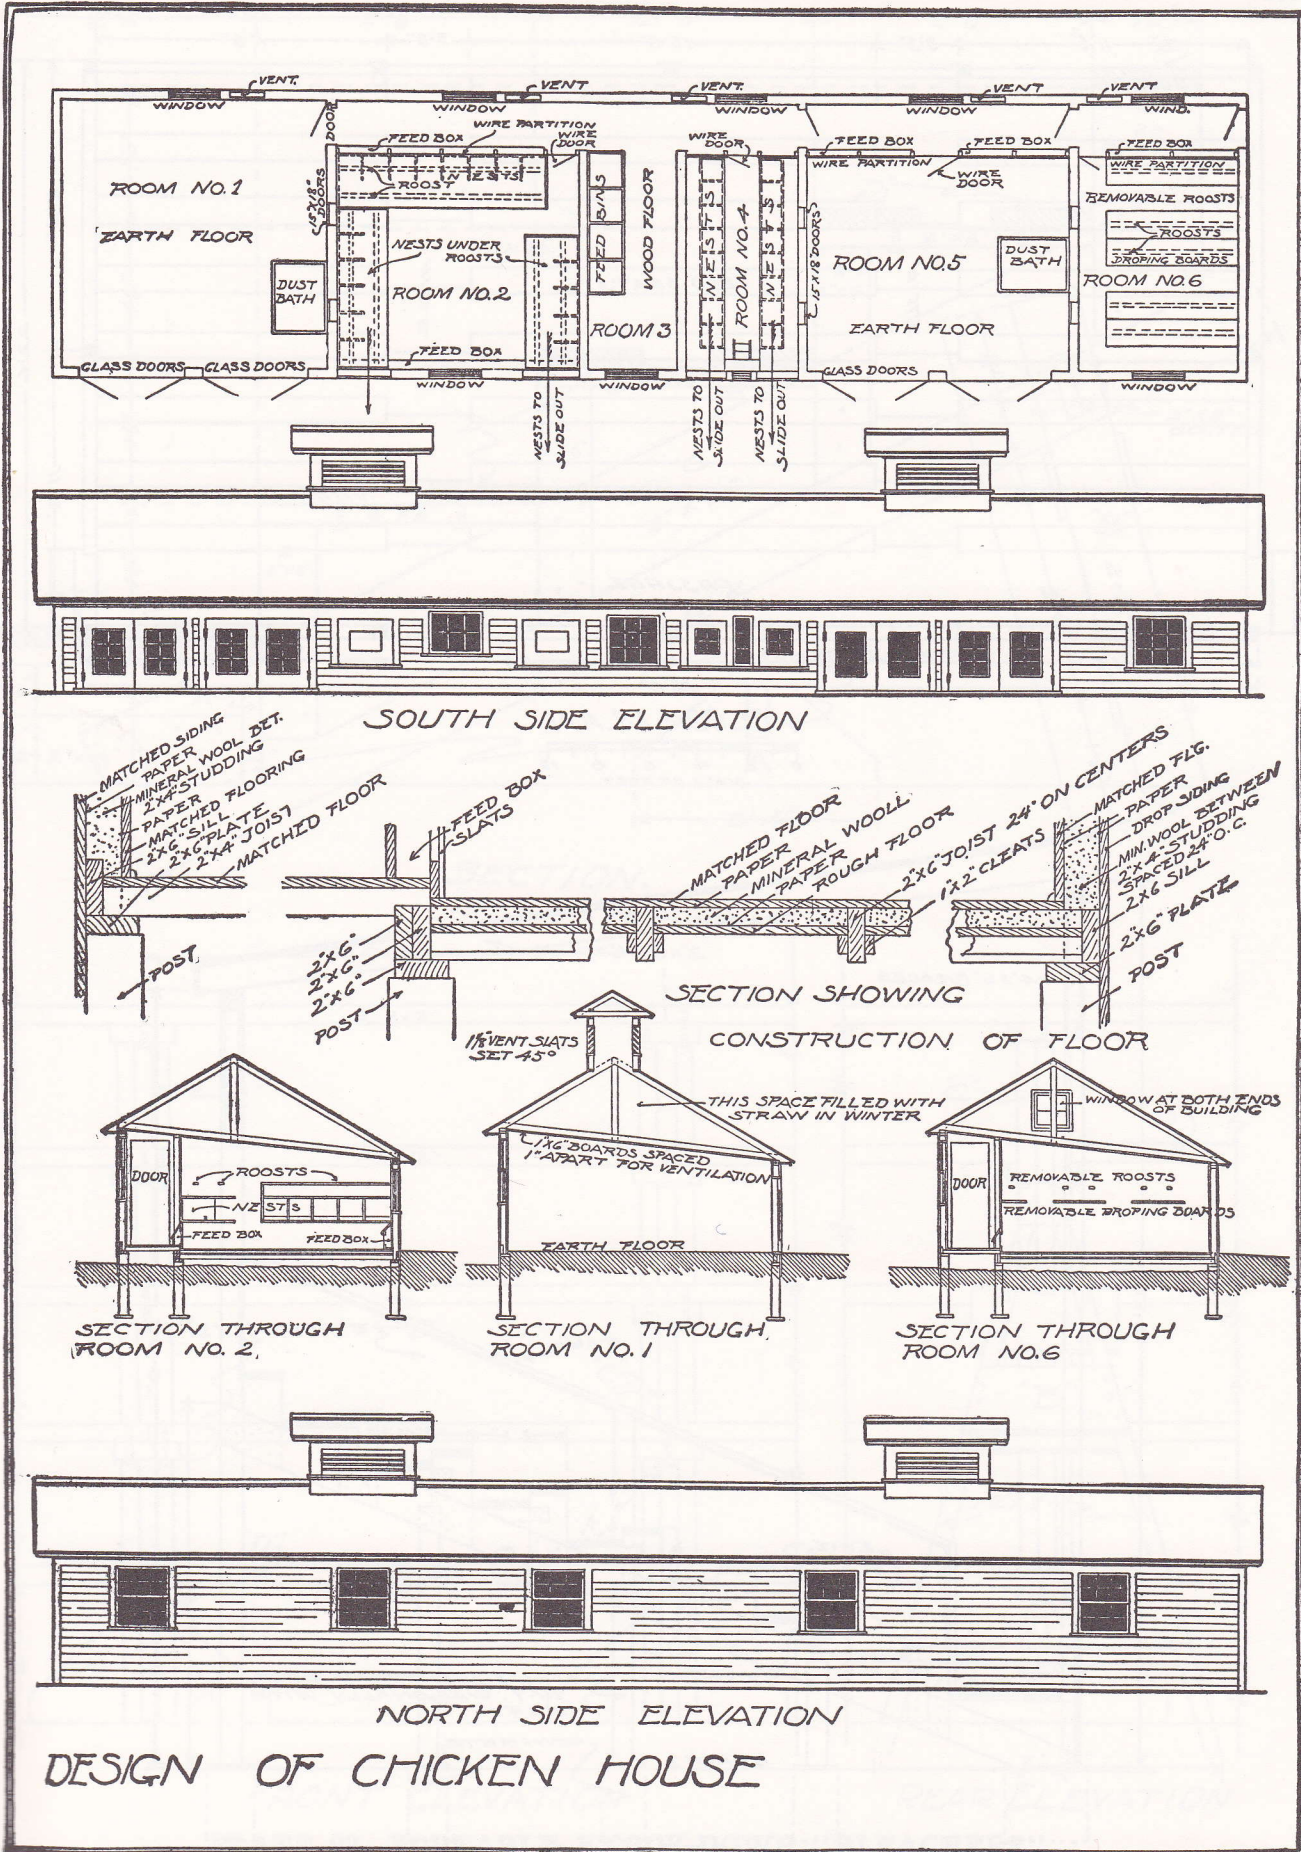 VENT.
VENT
VENT.
VENT
VENT
WINDOW
WINDOW
WINDOW
WINDOW
WIND.
DOOR
FEED BOX
WIRE PARTITION
WIRE
DOOR
WIRE
DOOR
FEED BOX
FEED BOX
FEED BOX
WIRE PARTITION
WIRE PARTITION
WIRE
DOOR
ROOM NO.1
EARTH FLOOR
15"X18"
DOORS
NESTS
ROOST
NESTS UNDER
ROOSTS
ROOM NO.2
DUST
BATH
FEED BOX
FEED BINS
WOOD FLOOR
ROOM 3
NESTS
ROOM NO.4
NESTS
15"X18"DOORS
ROOM NO.5
DUST
BATH
EARTH FLOOR
REMOVABLE ROOSTS
ROOSTS
DROPING BOARDS
ROOM NO.6
GLASS DOORS
GLASS DOORS
WINDOW
WINDOW
GLASS DOORS
WINDOW
NESTS TO
SLIDE OUT
NESTS TO
SLIDE OUT
NESTS TO
SLIDE OUT
SOUTH SIDE ELEVATION
MATCHED SIDING
PAPER
MINERAL WOOL BET.
2"X4"STUDDING
PAPER
MATCHED FLOORING
2"X6"SILL
2"X6"PLATE
2"X4"JOIST
MATCHED FLOOR
POST
FEED BOX
SLATS
2"X6"
2"X6"
2"X6"
POST
MATCHED FLOOR
PAPER
MINERAL WOOLL
PAPER
ROUGH FLOOR
2"X6"JOIST 24" ON CENTERS
1"X2"CLEATS
MATCHED FLG.
PAPER
DROP SIDING
MIN.WOOL BETWEEN
2"X4"STUDDING
SPACED 24"O.C.
2X6 SILL
2"X6" PLATE
POST
SECTION SHOWING
CONSTRUCTION OF FLOOR
1⅛"VENT SLATS
SET 45°
THIS SPACE FILLED WITH
STRAW IN WINTER
1"X6"BOARDS SPACED
1"APART FOR VENTILATION
EARTH FLOOR
DOOR
ROOSTS
NESTS
FEED BOX
FEED BOX
WINDOW AT BOTH ENDS
OF BUILDING
DOOR
REMOVABLE ROOSTS
REMOVABLE DROPING BOARDS
SECTION THROUGH
ROOM NO. 2,
SECTION THROUGH
ROOM NO. 1
SECTION THROUGH
ROOM NO.6
NORTH SIDE ELEVATION
DESIGN OF CHICKEN HOUSE